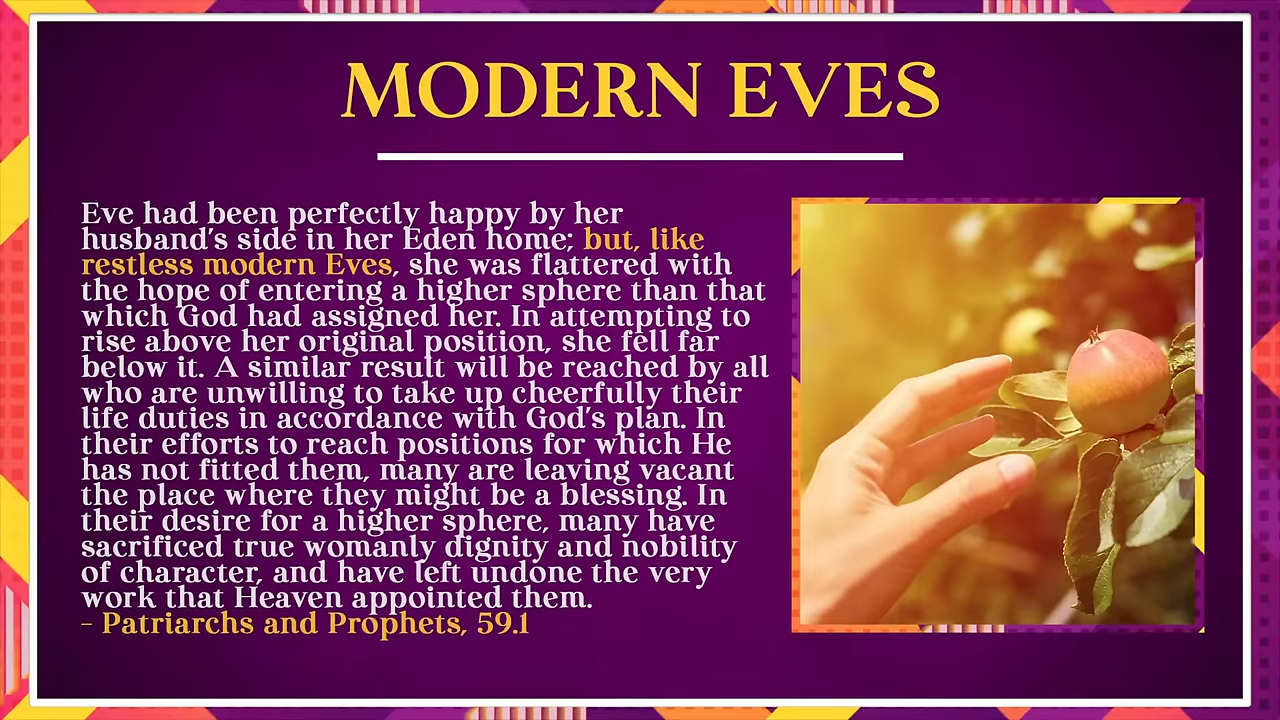 MODERN EVES
Eve had been perfectly happy by her
husband's side in her Eden home; but, like
restless modern Eves, she was flattered with
the hope of entering a higher sphere than that
which God had assigned her. In attempting to
rise above her original position, she fell far
below it. A similar result will be reached by all
who are unwilling to take up cheerfully their
life duties in accordance with God's plan. In
their efforts to reach positions for which He
has not fitted them, many are leaving vacant
the place where they might be a blessing. In
their desire for a higher sphere, many have
sacrificed true womanly dignity and nobility
of character, and have left undone the very
work that Heaven appointed them.
- Patriarchs and Prophets, 59.1